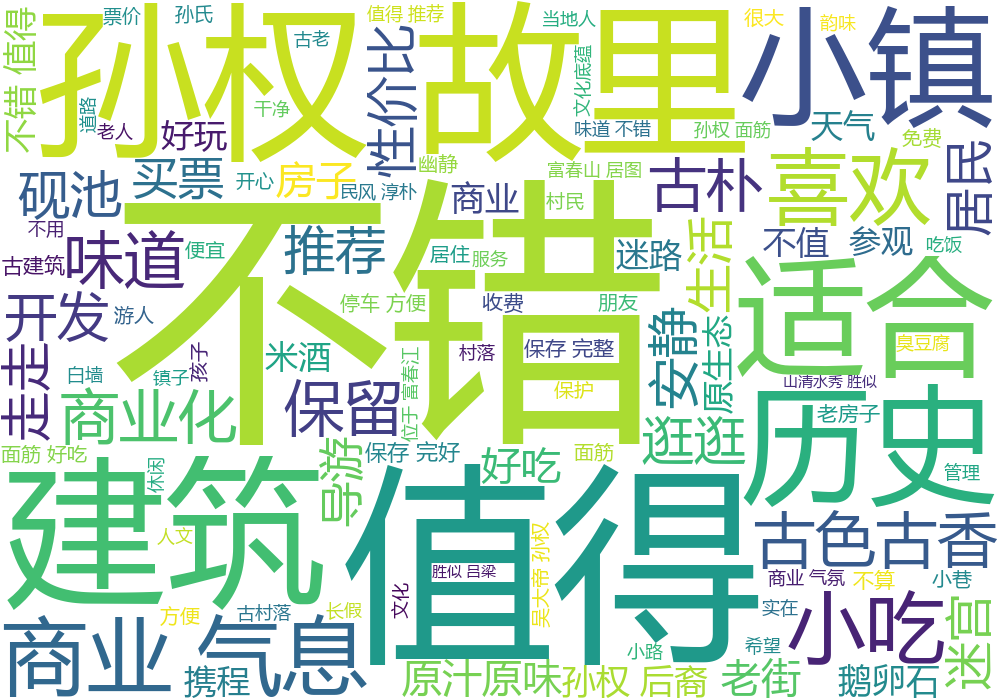 票价
孙氏
孙权 故里
值得 推荐
当地人
很大
韵味
小镇
不错 值得
古老
性价比
文化底蕴
道路
老人
干净
好玩
味道 不错
孙权 面筋
天气
免费
砚池
买票
开心
房子
幽静
民风 淳朴
商业
富春山 居图
村民
古朴
喜欢
居民
不用
味道
便宜
推荐
不错
居住
服务
迷路
生活
不值
参观
吃饭
古建筑
开发
游人
停车 方便
收费
朋友
适合
走走
白墙
镇子
孩子
米酒
村落
保存 完整
安静
原生态
臭豆腐
商业化
保留
位于 富春江
保护
山清水秀 胜似
老房子
历史
面筋 好吃
休闲
导游
保存 完好
好吃
面筋
逛逛
管理
建筑
值得
人文
胜似 吕梁
吴大帝 孙权
古色古香
方便
古村落
长假
文化
商业 气氛
不算
小巷
商业 气息
实在
小吃
迷宫
携程
原汁原味
孙权 后裔
小路
希望
老街
鹅卵石